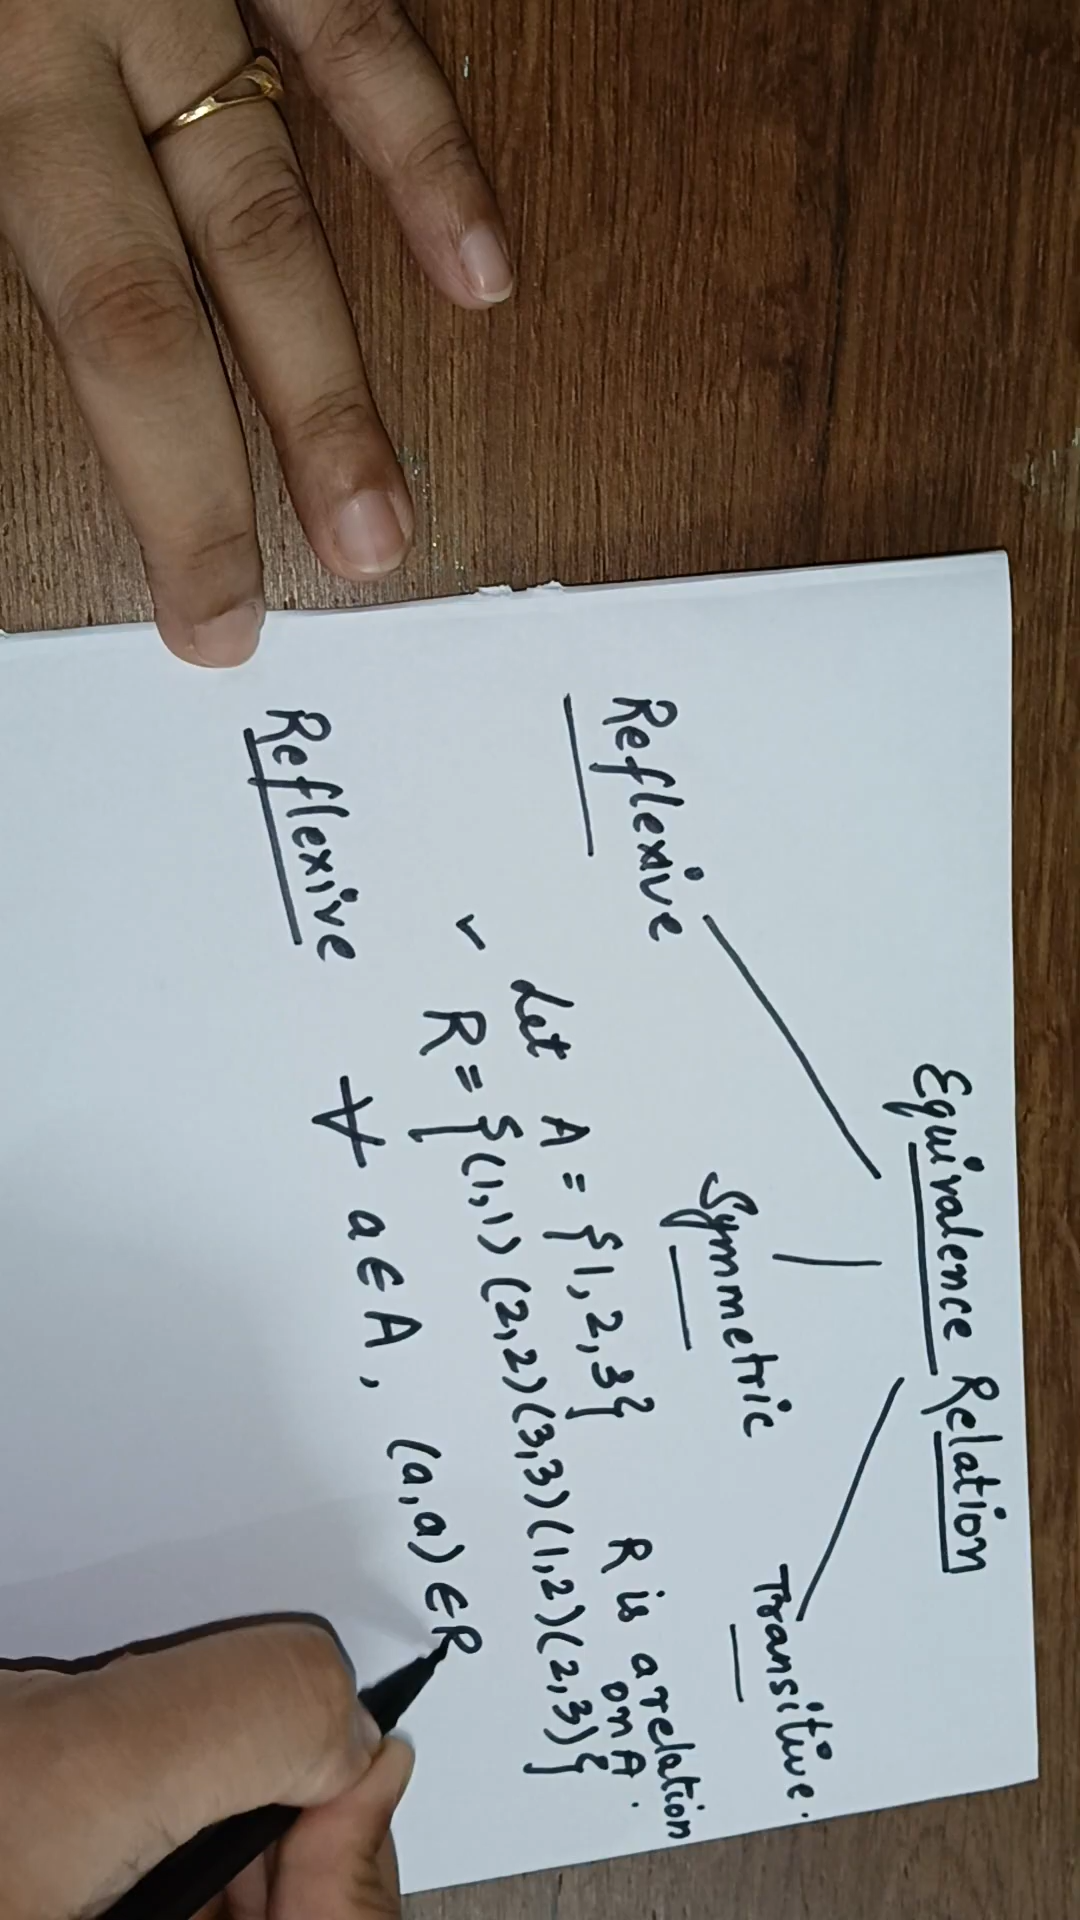 Equivalence Relation
Reflexive Symmetric Transitive.
Let A = {1,2,3} R is a relation on A.
✓ R = {(1,1) (2,2) (3,3) (1,2) (2,3)}
Reflexive ∀ a ∈ A, (a,a) ∈ R